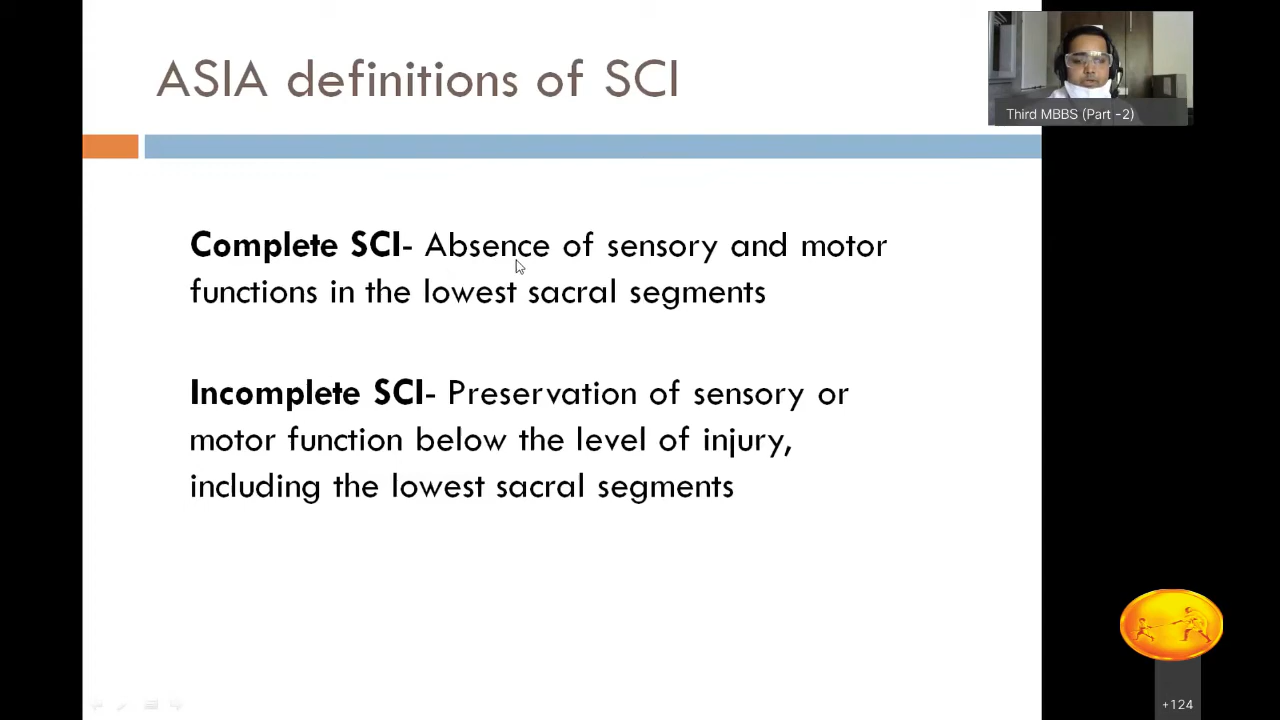 ASIA definitions of SCI
Third MBBS (Part -2)
Complete SCI- Absence of sensory and motor
functions in the lowest sacral segments
Incomplete SCI- Preservation of sensory or
motor function below the level of injury,
including the lowest sacral segments
+124